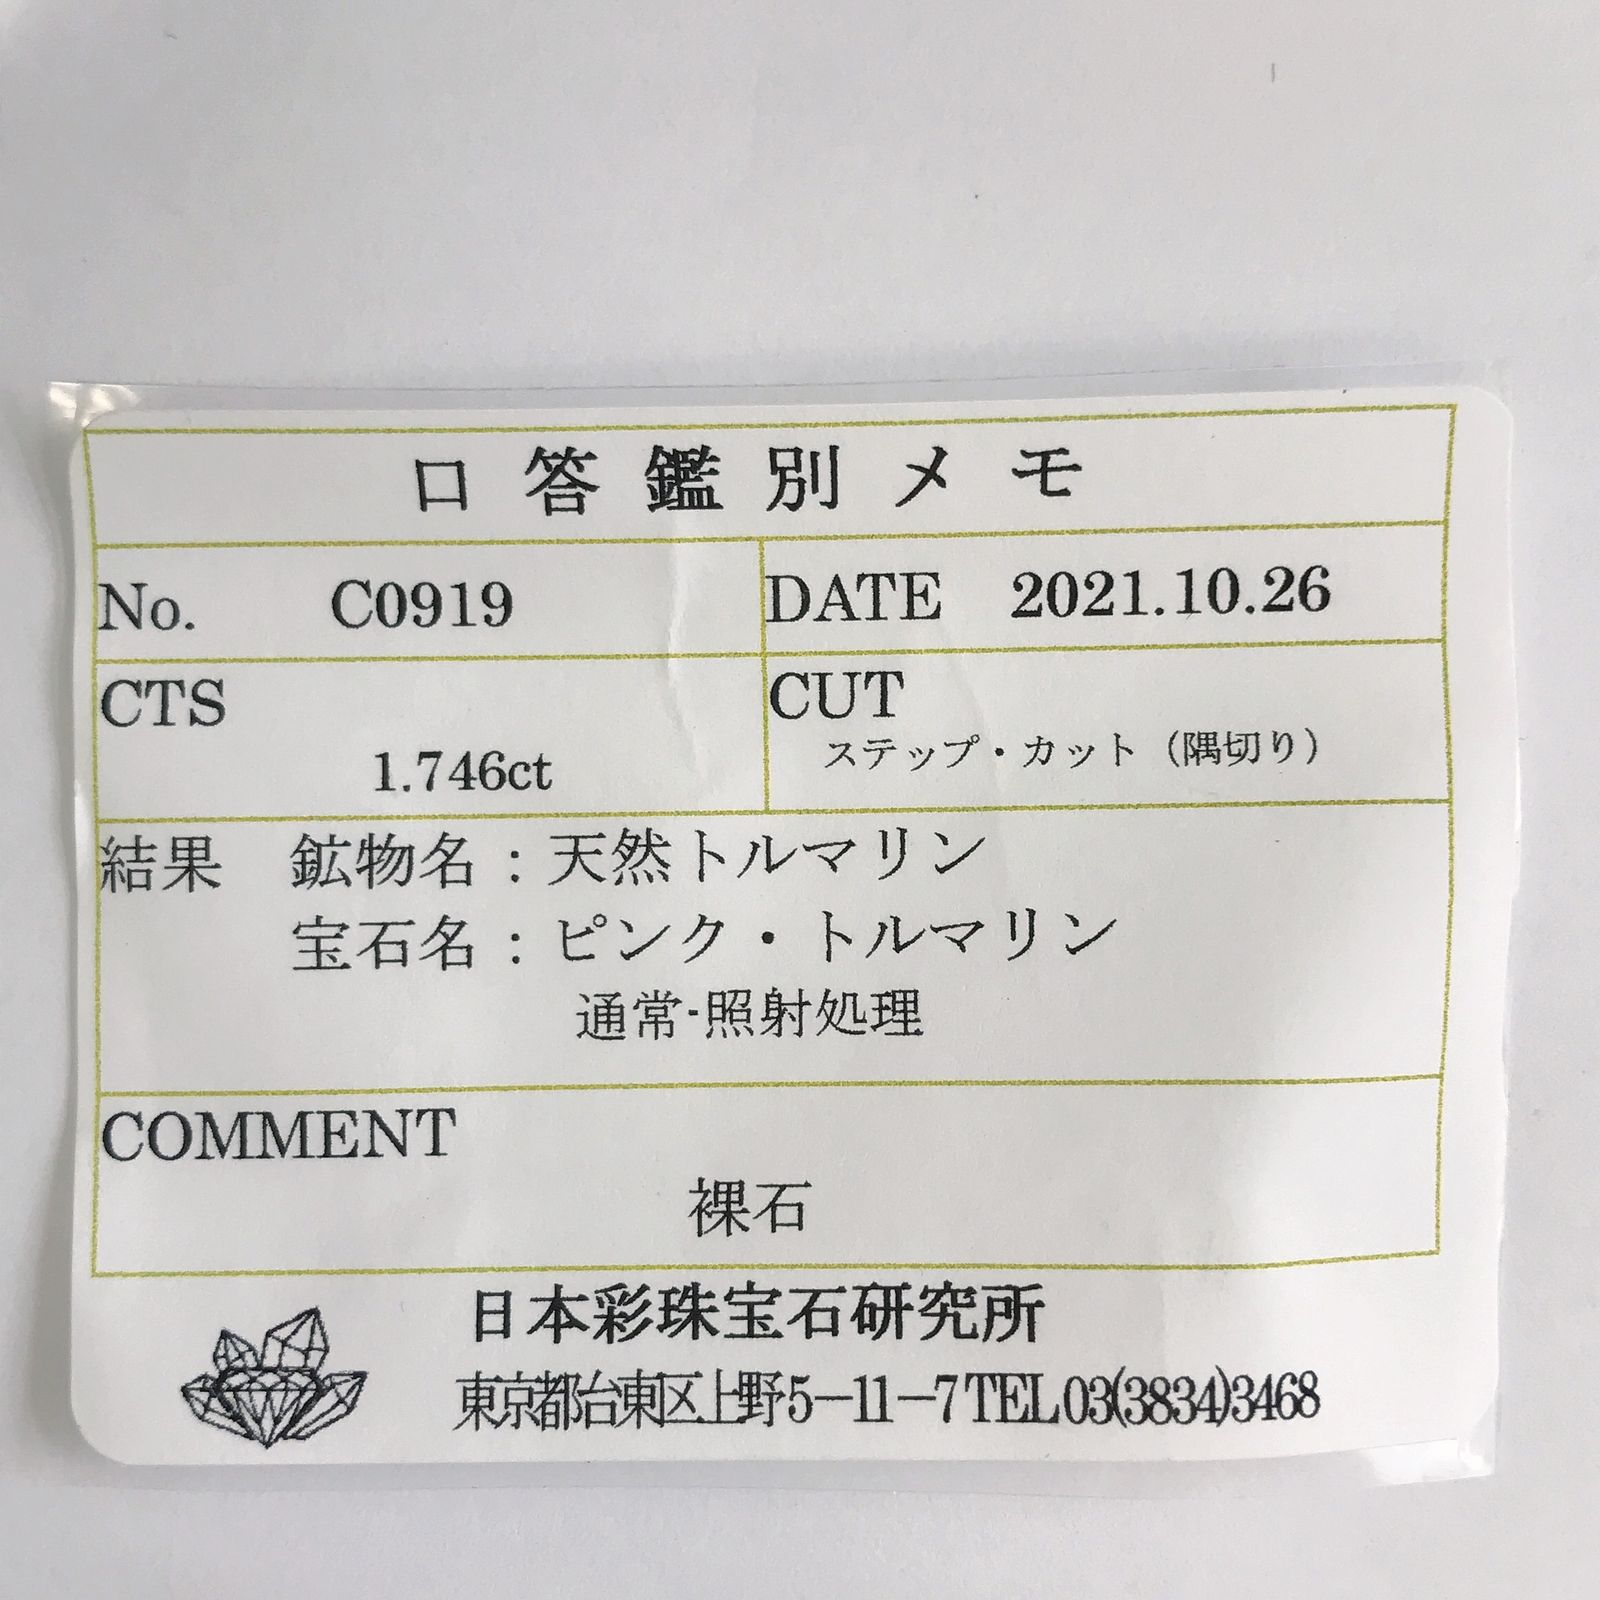 口答鑑別メモ
No. C0919 DATE 2021.10.26
CTS CUT
1.746ct ステップ・カット（隅切り）
結果 鉱物名：天然トルマリン
宝石名：ピンク・トルマリン
通常-照射処理
COMMENT
裸石
日本彩珠宝石研究所
東京都台東区上野5－11－7 TEL 03(3834)3468